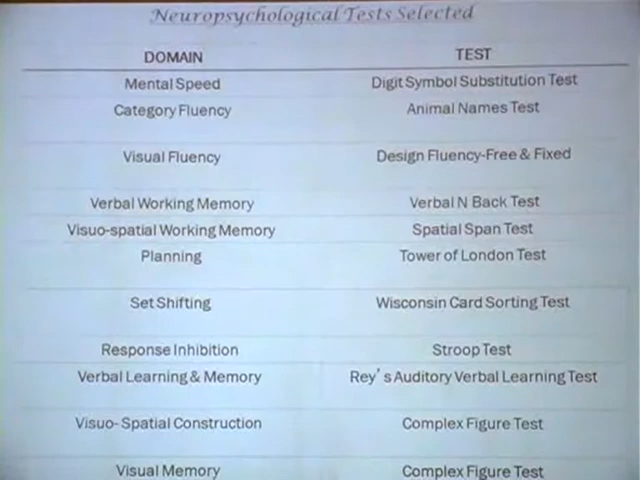 Neuropsychological Tests Selected
DOMAIN TEST
Mental Speed Digit Symbol Substitution Test
Category Fluency Animal Names Test
Visual Fluency Design Fluency-Free & Fixed
Verbal Working Memory Verbal N Back Test
Visuo-spatial Working Memory Spatial Span Test
Planning Tower of London Test
Set Shifting Wisconsin Card Sorting Test
Response Inhibition Stroop Test
Verbal Learning & Memory Rey's Auditory Verbal Learning Test
Visuo- Spatial Construction Complex Figure Test
Visual Memory Complex Figure Test